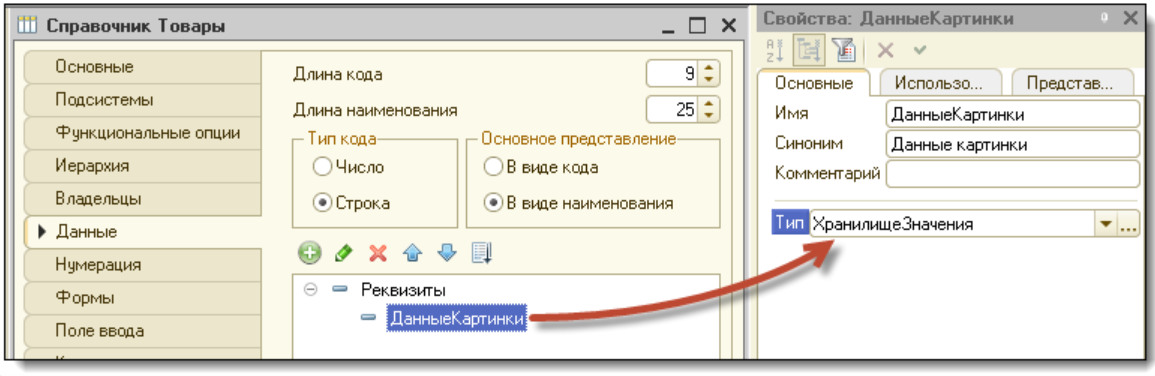 Справочник Товары
Основные
Подсистемы
Функциональные опции
Иерархия
Владельцы
Данные
Нумерация
Формы
Поле ввода
Длина кода
9
Длина наименования
25
Тип кода
Число
Строка
Основное представление
В виде кода
В виде наименования
Реквизиты
ДанныеКартинки
Свойства: ДанныеКартинки
Основные
Использо...
Представ...
Имя
ДанныеКартинки
Синоним
Данные картинки
Комментарий
Тип
ХранилищеЗначения
...